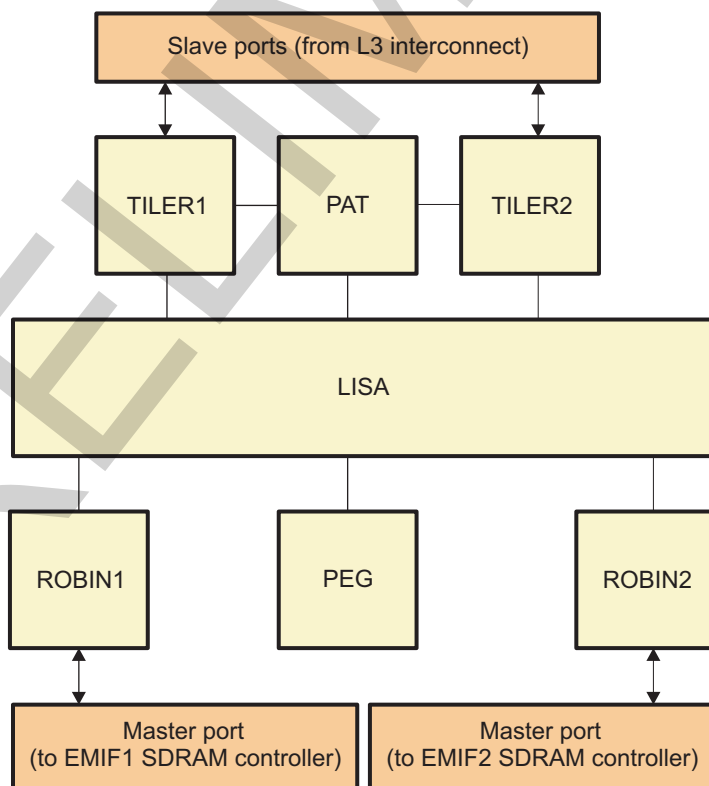 Slave ports (from L3 interconnect)
TILER1
PAT
TILER2
LISA
ROBIN1
PEG
ROBIN2
Master port
(to EMIF1 SDRAM controller)
Master port
(to EMIF2 SDRAM controller)